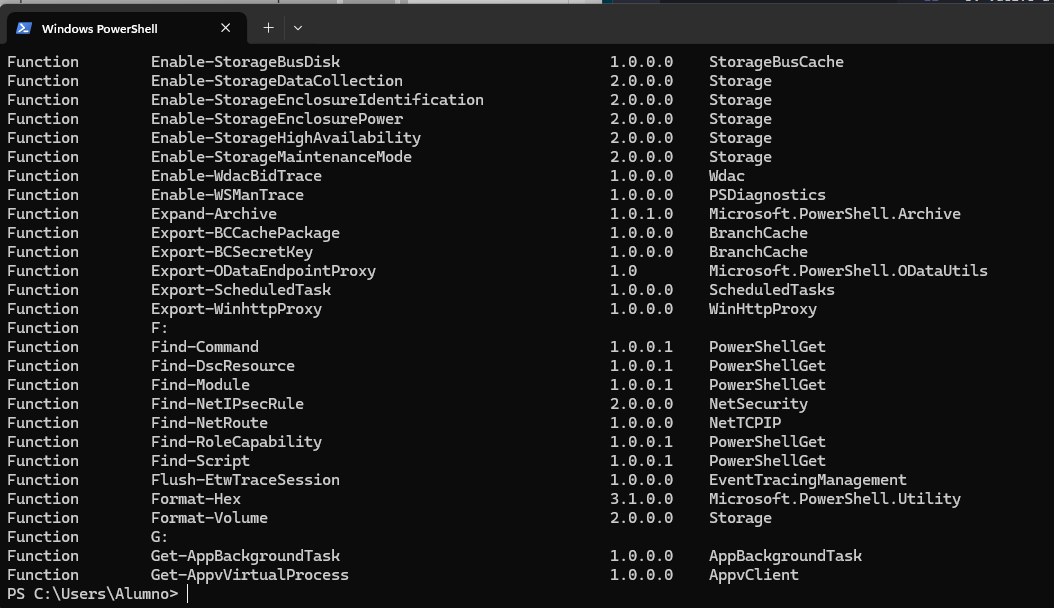 Windows PowerShell
Function Enable-StorageBusDisk 1.0.0.0 StorageBusCache
Function Enable-StorageDataCollection 2.0.0.0 Storage
Function Enable-StorageEnclosureIdentification 2.0.0.0 Storage
Function Enable-StorageEnclosurePower 2.0.0.0 Storage
Function Enable-StorageHighAvailability 2.0.0.0 Storage
Function Enable-StorageMaintenanceMode 2.0.0.0 Storage
Function Enable-WdacBidTrace 1.0.0.0 Wdac
Function Enable-WSManTrace 1.0.0.0 PSDiagnostics
Function Expand-Archive 1.0.1.0 Microsoft.PowerShell.Archive
Function Export-BCCachePackage 1.0.0.0 BranchCache
Function Export-BCSecretKey 1.0.0.0 BranchCache
Function Export-ODataEndpointProxy 1.0 Microsoft.PowerShell.ODataUtils
Function Export-ScheduledTask 1.0.0.0 ScheduledTasks
Function Export-WinhttpProxy 1.0.0.0 WinHttpProxy
Function F:
Function Find-Command 1.0.0.1 PowerShellGet
Function Find-DscResource 1.0.0.1 PowerShellGet
Function Find-Module 1.0.0.1 PowerShellGet
Function Find-NetIPsecRule 2.0.0.0 NetSecurity
Function Find-NetRoute 1.0.0.0 NetTCPIP
Function Find-RoleCapability 1.0.0.1 PowerShellGet
Function Find-Script 1.0.0.1 PowerShellGet
Function Flush-EtwTraceSession 1.0.0.0 EventTracingManagement
Function Format-Hex 3.1.0.0 Microsoft.PowerShell.Utility
Function Format-Volume 2.0.0.0 Storage
Function G:
Function Get-AppBackgroundTask 1.0.0.0 AppBackgroundTask
Function Get-AppvVirtualProcess 1.0.0.0 AppvClient
PS C:\Users\Alumno>